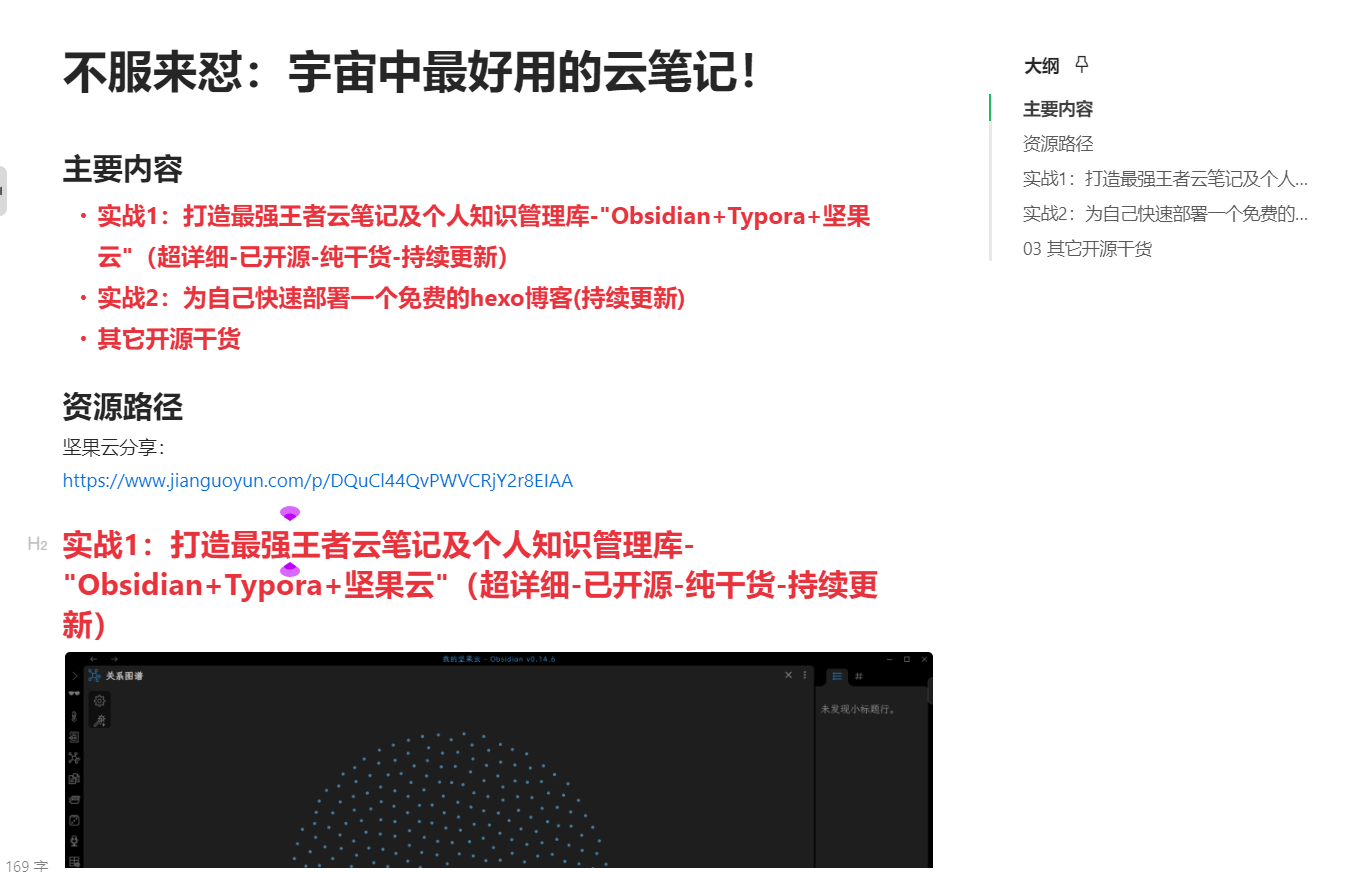 不服来怼：宇宙中最好用的云笔记！
主要内容
• 实战1：打造最强王者云笔记及个人知识管理库-"Obsidian+Typora+坚果
云"（超详细-已开源-纯干货-持续更新）
• 实战2：为自己快速部署一个免费的hexo博客(持续更新)
• 其它开源干货
资源路径
坚果云分享：
https://www.jianguoyun.com/p/DQuCl44QvPWVCRjY2r8EIAA
H2
实战1：打造最强王者云笔记及个人知识管理库-
"Obsidian+Typora+坚果云"（超详细-已开源-纯干货-持续更
新）
我的坚果云 - Obsidian v0.14.6
关系图谱
未发现小标题行。
169 字
大纲
主要内容
资源路径
实战1：打造最强王者云笔记及个人...
实战2：为自己快速部署一个免费的...
03 其它开源干货